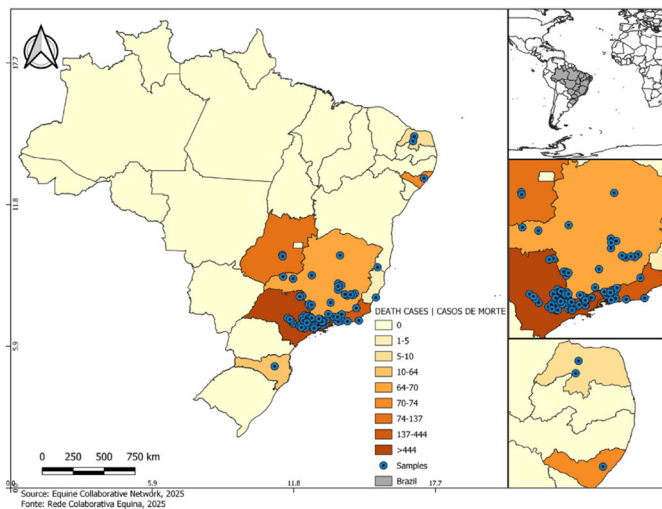 17.7
11.8
5.9
0.0
DEATH CASES | CASOS DE MORTE
0
1-5
5-10
10-64
64-70
70-74
74-137
137-444
>444
Samples
Brazil
0 250 500 750 km
5.9 11.8 17.7
Source: Equine Collaborative Network, 2025
Fonte: Rede Colaborativa Equina, 2025